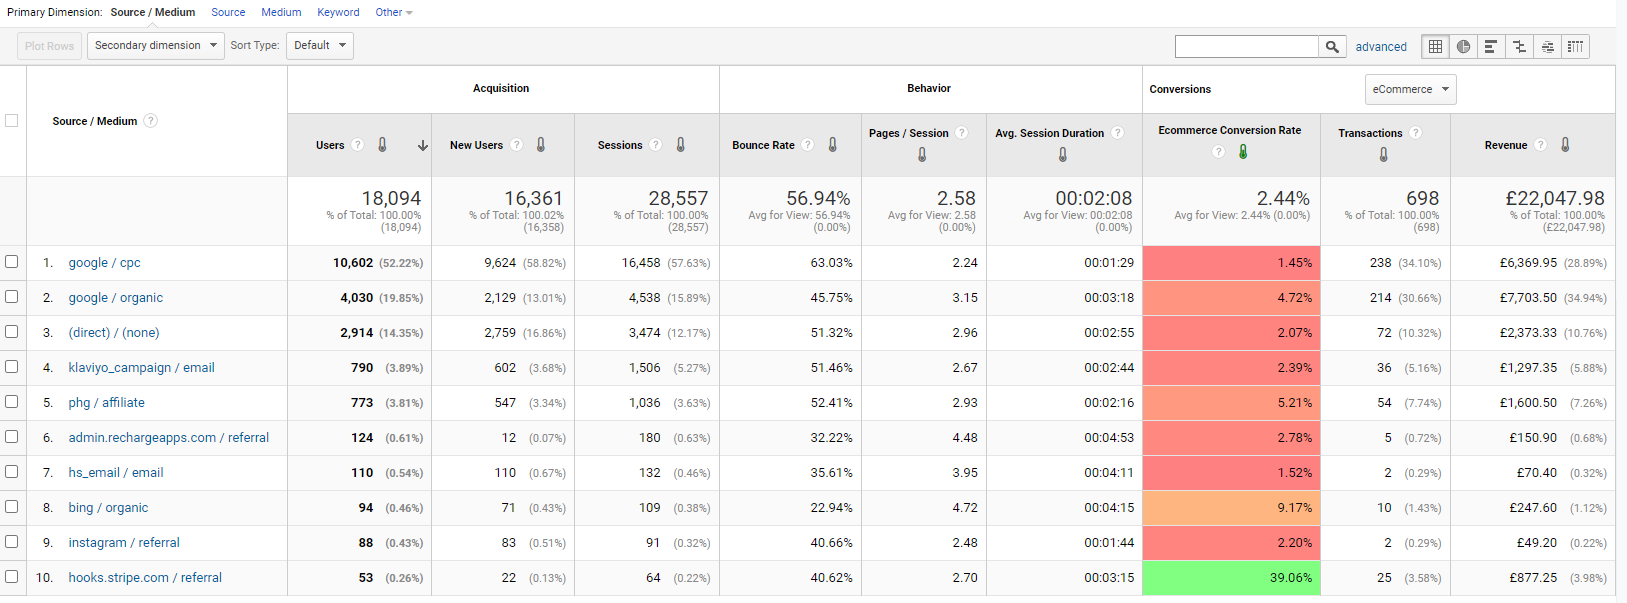 Primary Dimension: Source / Medium Source Medium Keyword Other
Plot Rows Secondary dimension Sort Type: Default advanced
Acquisition Behavior Conversions eCommerce
Source / Medium ?
Users ? New Users ? Sessions ? Bounce Rate ? Pages / Session ? Avg. Session Duration ? Ecommerce Conversion Rate ? Transactions ? Revenue ?
18,094 16,361 28,557 56.94% 2.58 00:02:08 2.44% 698 £22,047.98
% of Total: 100.00% % of Total: 100.02% % of Total: 100.00% Avg for View: 56.94% Avg for View: 2.58 Avg for View: 00:02:08 Avg for View: 2.44% (0.00%) % of Total: 100.00% % of Total: 100.00%
(18,094) (16,358) (28,557) (0.00%) (0.00%) (0.00%) (698) (£22,047.98)
1. google / cpc 10,602 (52.22%) 9,624 (58.82%) 16,458 (57.63%) 63.03% 2.24 00:01:29 1.45% 238 (34.10%) £6,369.95 (28.89%)
2. google / organic 4,030 (19.85%) 2,129 (13.01%) 4,538 (15.89%) 45.75% 3.15 00:03:18 4.72% 214 (30.66%) £7,703.50 (34.94%)
3. (direct) / (none) 2,914 (14.35%) 2,759 (16.86%) 3,474 (12.17%) 51.32% 2.96 00:02:55 2.07% 72 (10.32%) £2,373.33 (10.76%)
4. klaviyo_campaign / email 790 (3.89%) 602 (3.68%) 1,506 (5.27%) 51.46% 2.67 00:02:44 2.39% 36 (5.16%) £1,297.35 (5.88%)
5. phg / affiliate 773 (3.81%) 547 (3.34%) 1,036 (3.63%) 52.41% 2.93 00:02:16 5.21% 54 (7.74%) £1,600.50 (7.26%)
6. admin.rechargeapps.com / referral 124 (0.61%) 12 (0.07%) 180 (0.63%) 32.22% 4.48 00:04:53 2.78% 5 (0.72%) £150.90 (0.68%)
7. hs_email / email 110 (0.54%) 110 (0.67%) 132 (0.46%) 35.61% 3.95 00:04:11 1.52% 2 (0.29%) £70.40 (0.32%)
8. bing / organic 94 (0.46%) 71 (0.43%) 109 (0.38%) 22.94% 4.72 00:04:15 9.17% 10 (1.43%) £247.60 (1.12%)
9. instagram / referral 88 (0.43%) 83 (0.51%) 91 (0.32%) 40.66% 2.48 00:01:44 2.20% 2 (0.29%) £49.20 (0.22%)
10. hooks.stripe.com / referral 53 (0.26%) 22 (0.13%) 64 (0.22%) 40.62% 2.70 00:03:15 39.06% 25 (3.58%) £877.25 (3.98%)